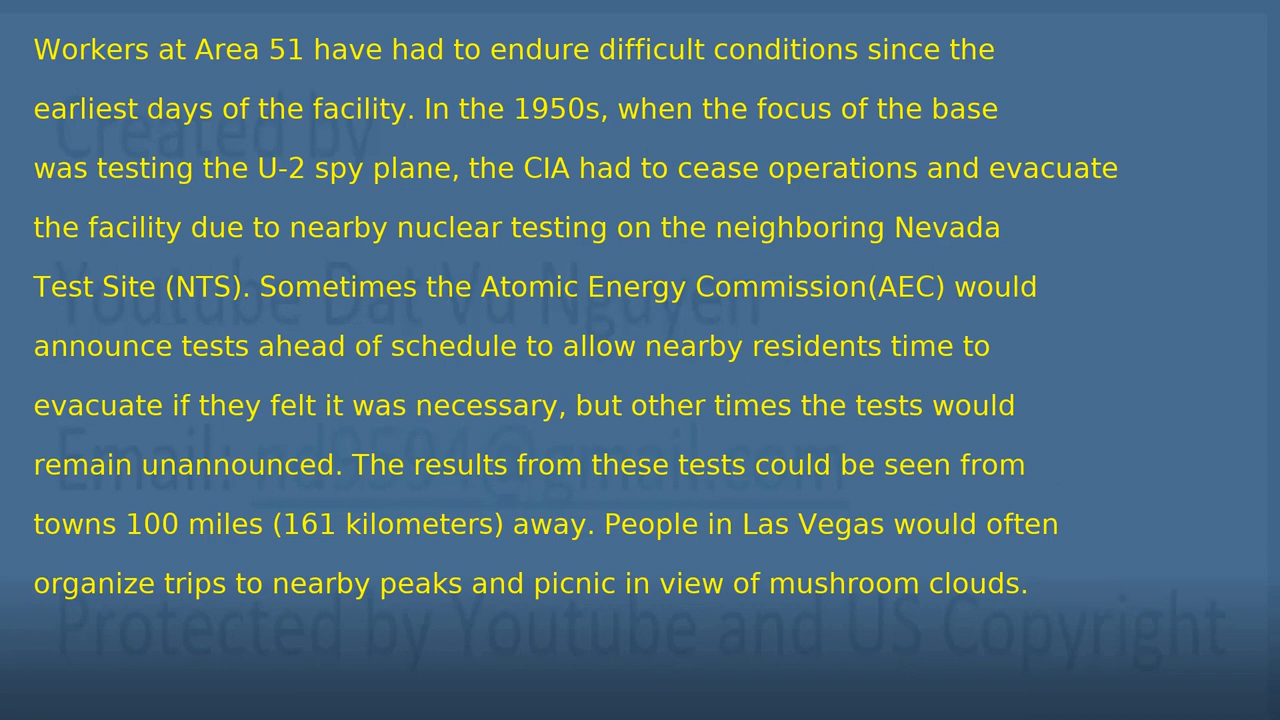 Workers at Area 51 have had to endure difficult conditions since the
earliest days of the facility. In the 1950s, when the focus of the base
Created by
was testing the U-2 spy plane, the CIA had to cease operations and evacuate
the facility due to nearby nuclear testing on the neighboring Nevada
Test Site (NTS). Sometimes the Atomic Energy Commission(AEC) would
Youtube Dat Vu Nguyen
announce tests ahead of schedule to allow nearby residents time to
evacuate if they felt it was necessary, but other times the tests would
remain unannounced. The results from these tests could be seen from
Email: nd9594@gmail.com
towns 100 miles (161 kilometers) away. People in Las Vegas would often
organize trips to nearby peaks and picnic in view of mushroom clouds.
Protected by Youtube and US Copyright